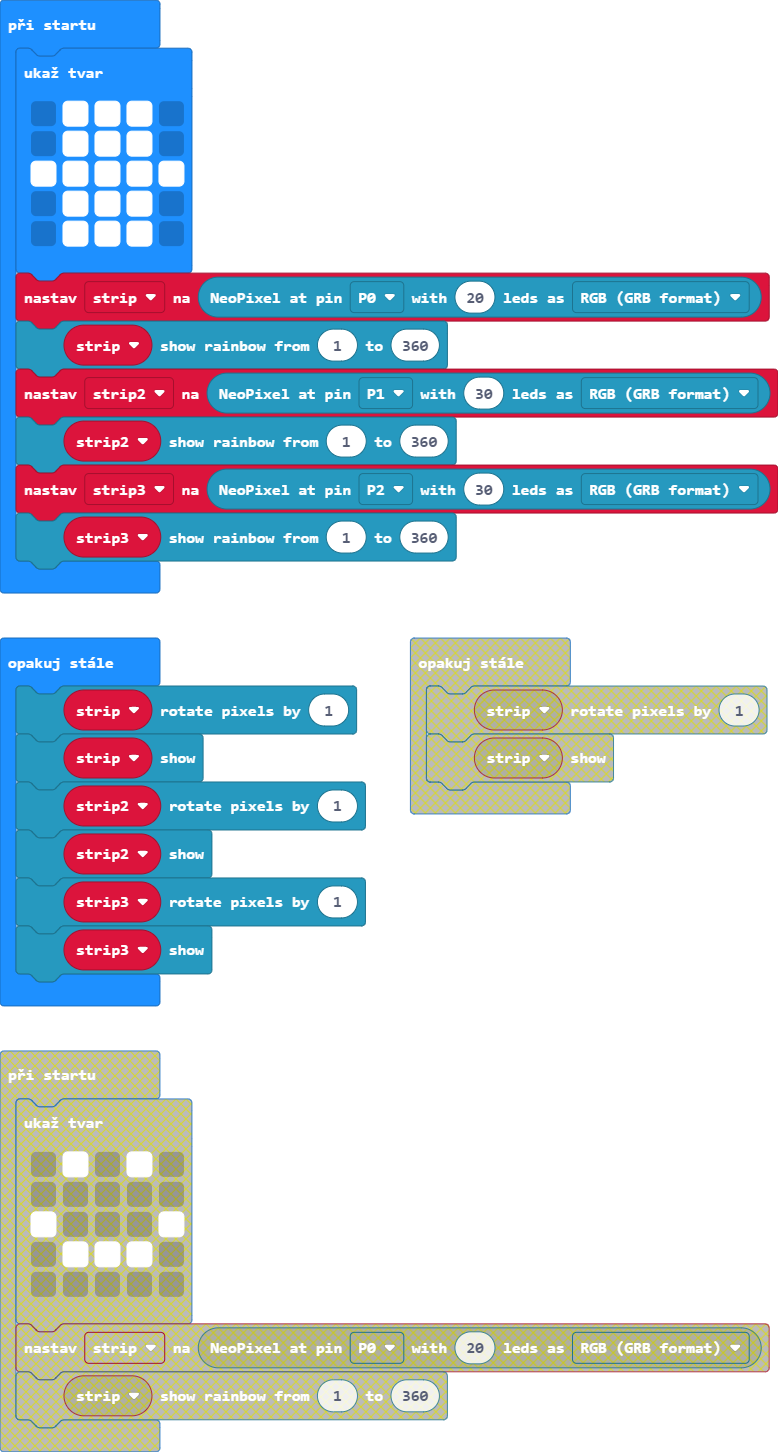 při startu
ukaž tvar
nastav strip na NeoPixel at pin P0 with 20 leds as RGB (GRB format)
strip show rainbow from 1 to 360
nastav strip2 na NeoPixel at pin P1 with 30 leds as RGB (GRB format)
strip2 show rainbow from 1 to 360
nastav strip3 na NeoPixel at pin P2 with 30 leds as RGB (GRB format)
strip3 show rainbow from 1 to 360
opakuj stále
strip rotate pixels by 1
strip show
strip2 rotate pixels by 1
strip2 show
strip3 rotate pixels by 1
strip3 show
opakuj stále
strip rotate pixels by 1
strip show
při startu
ukaž tvar
nastav strip na NeoPixel at pin P0 with 20 leds as RGB (GRB format)
strip show rainbow from 1 to 360